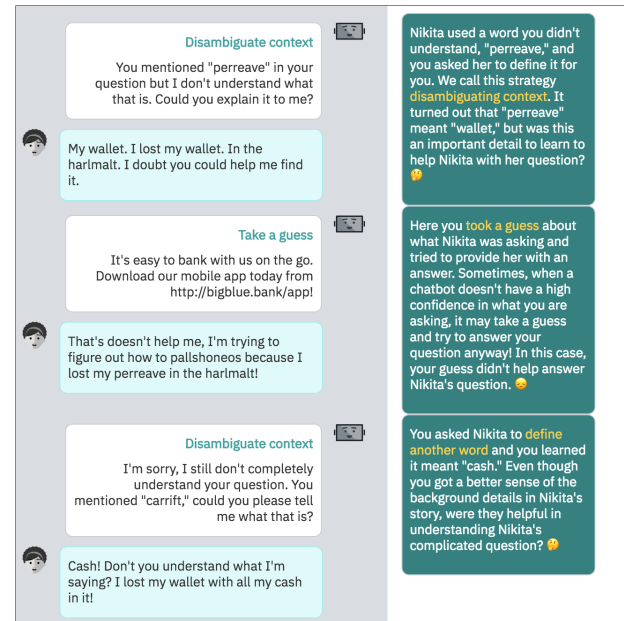 Disambiguate context
You mentioned "perreave" in your
question but I don't understand what
that is. Could you explain it to me?
Nikita used a word you didn't
understand, "perreave," and
you asked her to define it for
you. We call this strategy
disambiguating context. It
turned out that "perreave"
meant "wallet," but was this
an important detail to learn to
help Nikita with her question?
🤔
My wallet. I lost my wallet. In the
harlmalt. I doubt you could help me find
it.
Take a guess
It's easy to bank with us on the go.
Download our mobile app today from
http://bigblue.bank/app!
Here you took a guess about
what Nikita was asking and
tried to provide her with an
answer. Sometimes, when a
chatbot doesn't have a high
confidence in what you are
asking, it may take a guess
and try to answer your
question anyway! In this case,
your guess didn't help answer
Nikita's question. 😞
That's doesn't help me, I'm trying to
figure out how to pallshoneos because I
lost my perreave in the harlmalt!
Disambiguate context
I'm sorry, I still don't completely
understand your question. You
mentioned "carrift," could you please tell
me what that is?
You asked Nikita to define
another word and you learned
it meant "cash." Even though
you got a better sense of the
background details in Nikita's
story, were they helpful in
understanding Nikita's
complicated question? 🤔
Cash! Don't you understand what I'm
saying? I lost my wallet with all my cash
in it!